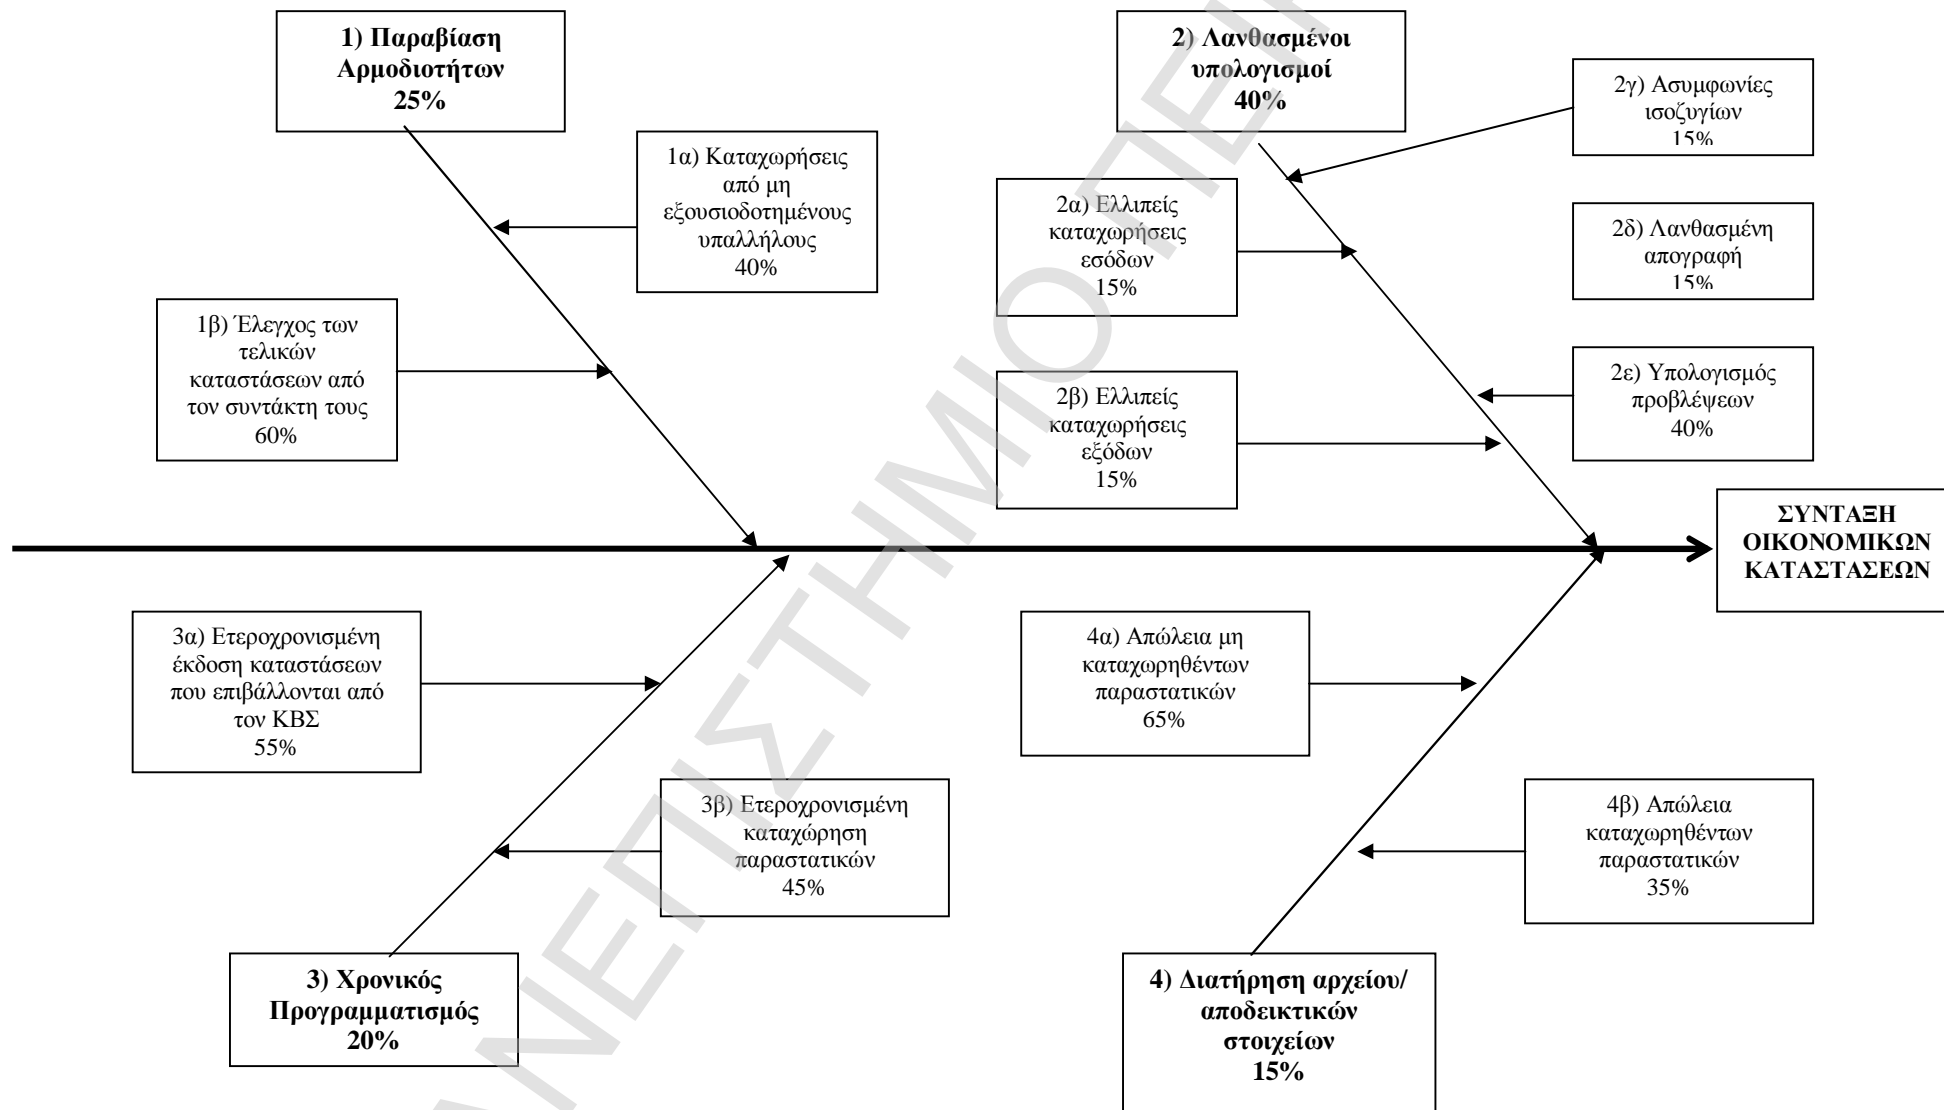 1) Παραβίαση
Αρμοδιοτήτων
25%
1α) Καταχωρήσεις
από μη
εξουσιοδοτημένους
υπαλλήλους
40%
1β) Έλεγχος των
τελικών
καταστάσεων από
τον συντάκτη τους
60%
2) Λανθασμένοι
υπολογισμοί
40%
2α) Ελλιπείς
καταχωρήσεις
εσόδων
15%
2β) Ελλιπείς
καταχωρήσεις
εξόδων
15%
2γ) Ασυμφωνίες
ισοζυγίων
15%
2δ) Λανθασμένη
απογραφή
15%
2ε) Υπολογισμός
προβλέψεων
40%
ΣΥΝΤΑΞΗ
ΟΙΚΟΝΟΜΙΚΩΝ
ΚΑΤΑΣΤΑΣΕΩΝ
3α) Ετεροχρονισμένη
έκδοση καταστάσεων
που επιβάλλονται από
τον ΚΒΣ
55%
3β) Ετεροχρονισμένη
καταχώρηση
παραστατικών
45%
3) Χρονικός
Προγραμματισμός
20%
4α) Απώλεια μη
καταχωρηθέντων
παραστατικών
65%
4β) Απώλεια
καταχωρηθέντων
παραστατικών
35%
4) Διατήρηση αρχείου/
αποδεικτικών
στοιχείων
15%
ΑΝΕΠΙΣΤΗΜΙΟ ΠΕΙ